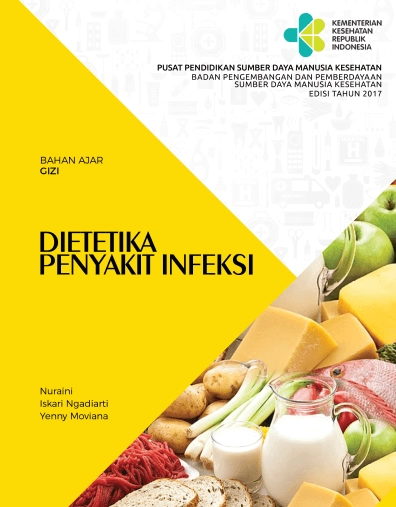 KEMENTERIAN
KESEHATAN
REPUBLIK
INDONESIA
PUSAT PENDIDIKAN SUMBER DAYA MANUSIA KESEHATAN
BADAN PENGEMBANGAN DAN PEMBERDAYAAN
SUMBER DAYA MANUSIA KESEHATAN
EDISI TAHUN 2017
BAHAN AJAR
GIZI
DIETETIKA
PENYAKIT INFEKSI
Nuraini
Iskari Ngadiarti
Yenny Moviana